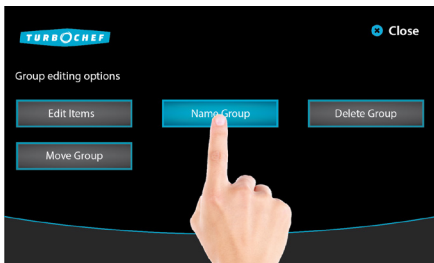 TURBOCHEF
Close
Group editing options
Edit Items
Name Group
Delete Group
Move Group